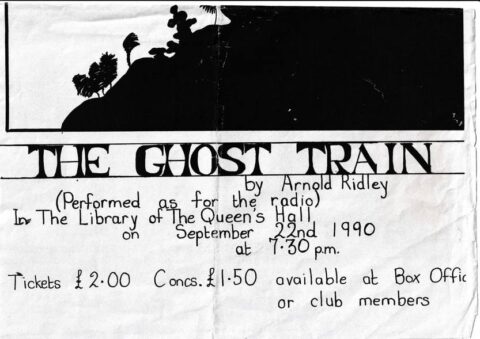 THE GHOST TRAIN
by Arnold Ridley
(Performed as for the radio)
In The Library of The Queen's Hall
on September 22nd 1990
at 7.30 p.m.
Tickets £2.00 Concs. £1.50 available at Box Offic
or club members